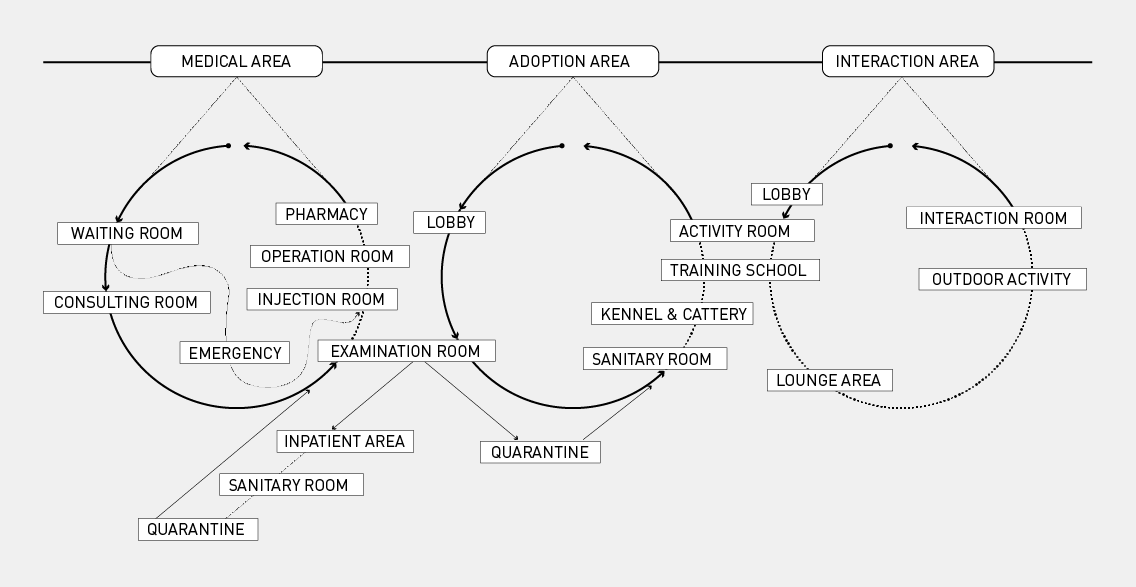 MEDICAL AREA
ADOPTION AREA
INTERACTION AREA
LOBBY
PHARMACY
LOBBY
INTERACTION ROOM
WAITING ROOM
ACTIVITY ROOM
OPERATION ROOM
TRAINING SCHOOL
OUTDOOR ACTIVITY
CONSULTING ROOM
INJECTION ROOM
KENNEL & CATTERY
EMERGENCY
EXAMINATION ROOM
SANITARY ROOM
LOUNGE AREA
INPATIENT AREA
QUARANTINE
SANITARY ROOM
QUARANTINE